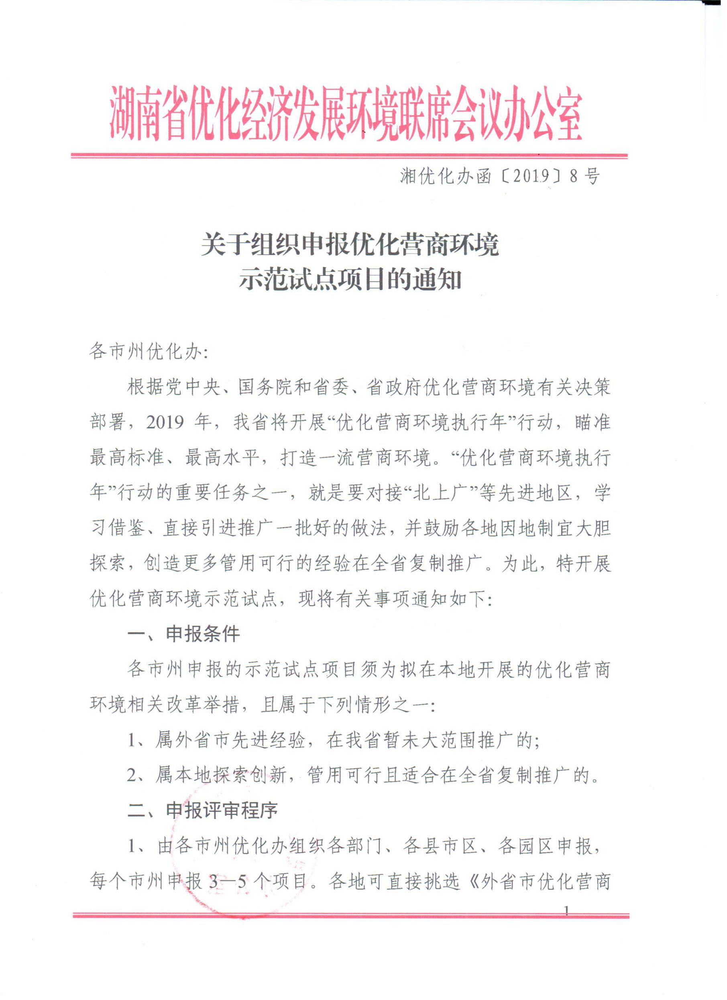 湖南省优化经济发展环境联席会议办公室
湘优化办函〔2019〕8号
关于组织申报优化营商环境
示范试点项目的通知
各市州优化办：
根据党中央、国务院和省委、省政府优化营商环境有关决策
部署，2019 年，我省将开展“优化营商环境执行年”行动，瞄准
最高标准、最高水平，打造一流营商环境。“优化营商环境执行
年”行动的重要任务之一，就是要对接“北上广”等先进地区，学
习借鉴、直接引进推广一批好的做法，并鼓励各地因地制宜大胆
探索，创造更多管用可行的经验在全省复制推广。为此，特开展
优化营商环境示范试点，现将有关事项通知如下：
一、申报条件
各市州申报的示范试点项目须为拟在本地开展的优化营商
环境相关改革举措，且属于下列情形之一：
1、属外省市先进经验，在我省暂未大范围推广的；
2、属本地探索创新，管用可行且适合在全省复制推广的。
二、申报评审程序
1、由各市州优化办组织各部门、各县市区、各园区申报，
每个市州申报 3—5 个项目。各地可直接挑选《外省市优化营商
1